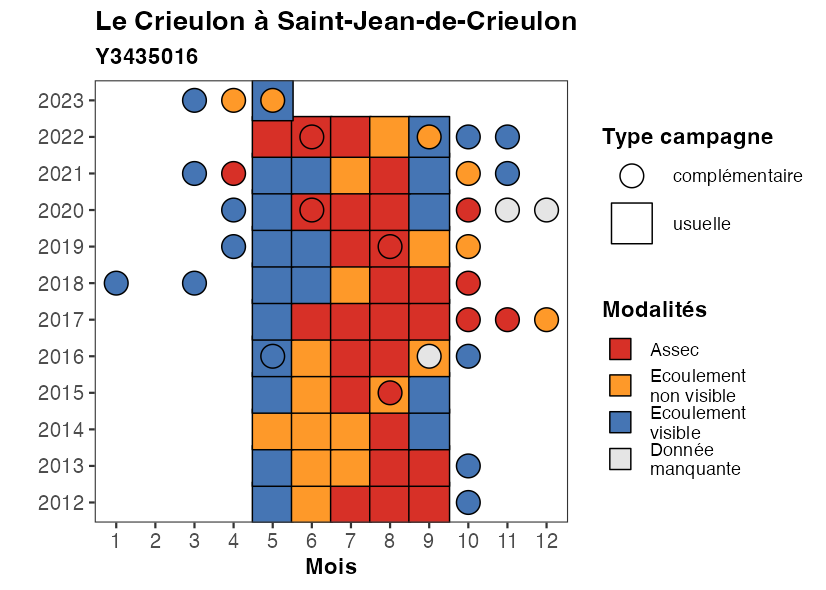 Le Crieulon à Saint-Jean-de-Crieulon
Y3435016
2023
2022
2021
2020
2019
2018
2017
2016
2015
2014
2013
2012
1 2 3 4 5 6 7 8 9 10 11 12
Mois
Type campagne
complémentaire
usuelle
Modalités
Assec
Ecoulement
non visible
Ecoulement
visible
Donnée
manquante